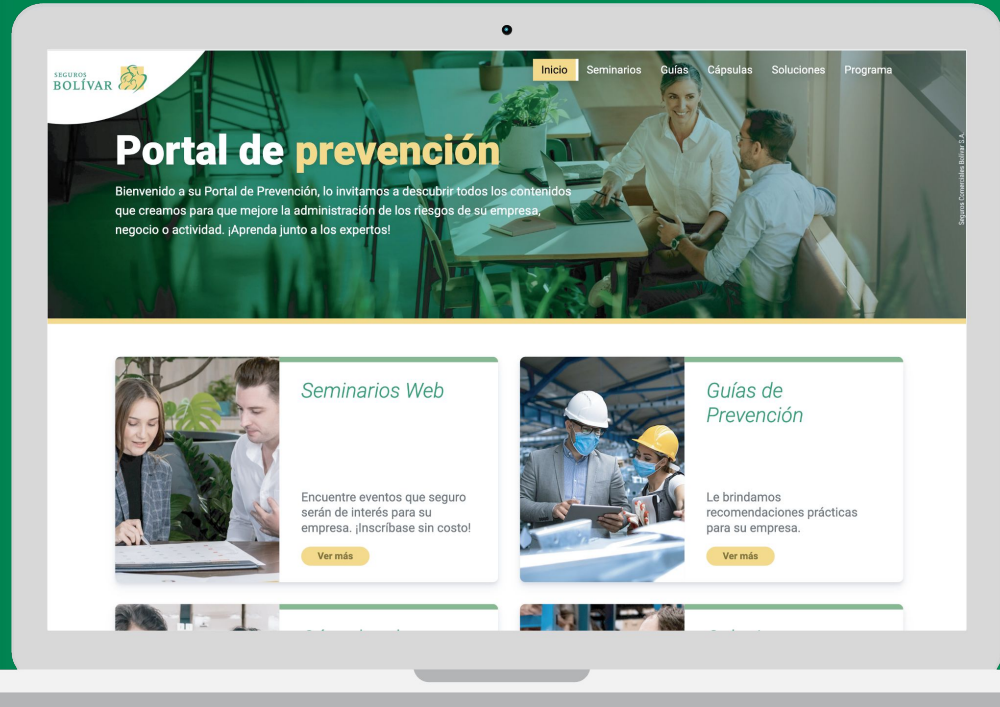 SEGUROS
BOLÍVAR
Inicio Seminarios Guías Cápsulas Soluciones Programa
Portal de prevención
Bienvenido a su Portal de Prevención, lo invitamos a descubrir todos los contenidos
que creamos para que mejore la administración de los riesgos de su empresa,
negocio o actividad. ¡Aprenda junto a los expertos!
Seguros Comerciales Bolívar S.A.
Seminarios Web
Encuentre eventos que seguro
serán de interés para su
empresa. ¡Inscríbase sin costo!
Ver más
Guías de
Prevención
Le brindamos
recomendaciones prácticas
para su empresa.
Ver más